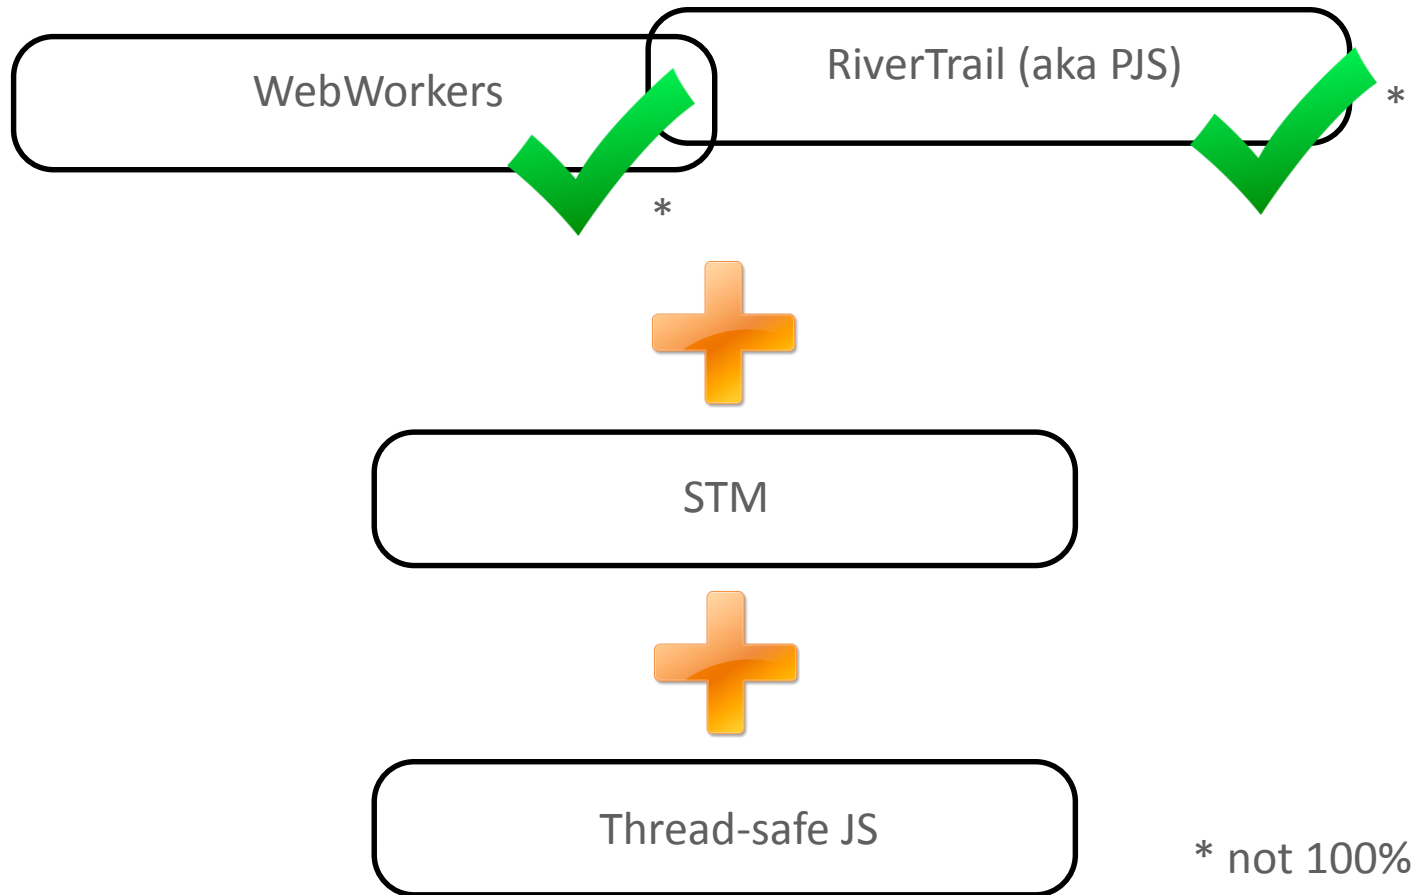 WebWorkers
RiverTrail (aka PJS)
*
*
STM
Thread-safe JS
* not 100%